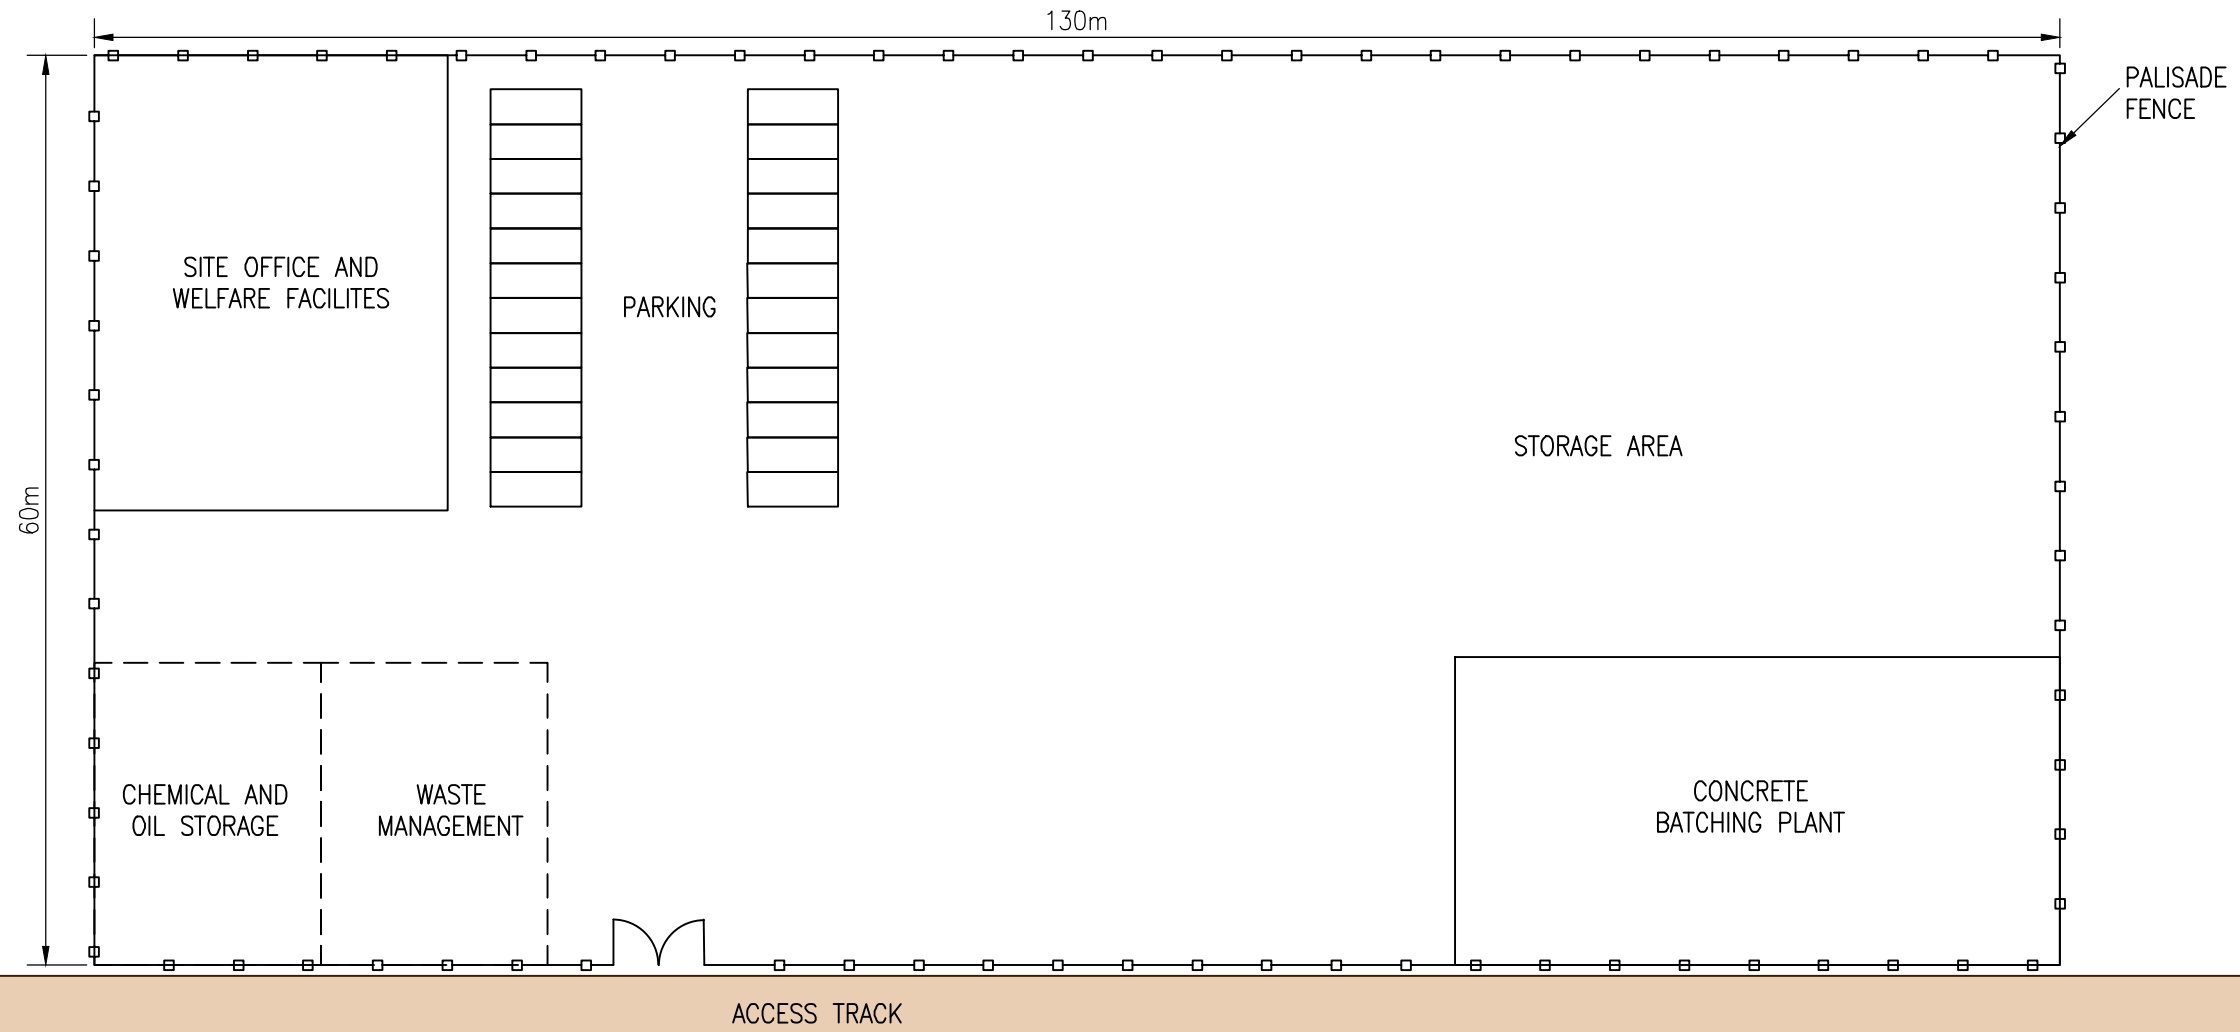 130m
PALISADE
FENCE
SITE OFFICE AND
WELFARE FACILITES
PARKING
STORAGE AREA
60m
CHEMICAL AND
OIL STORAGE
WASTE
MANAGEMENT
CONCRETE
BATCHING PLANT
ACCESS TRACK